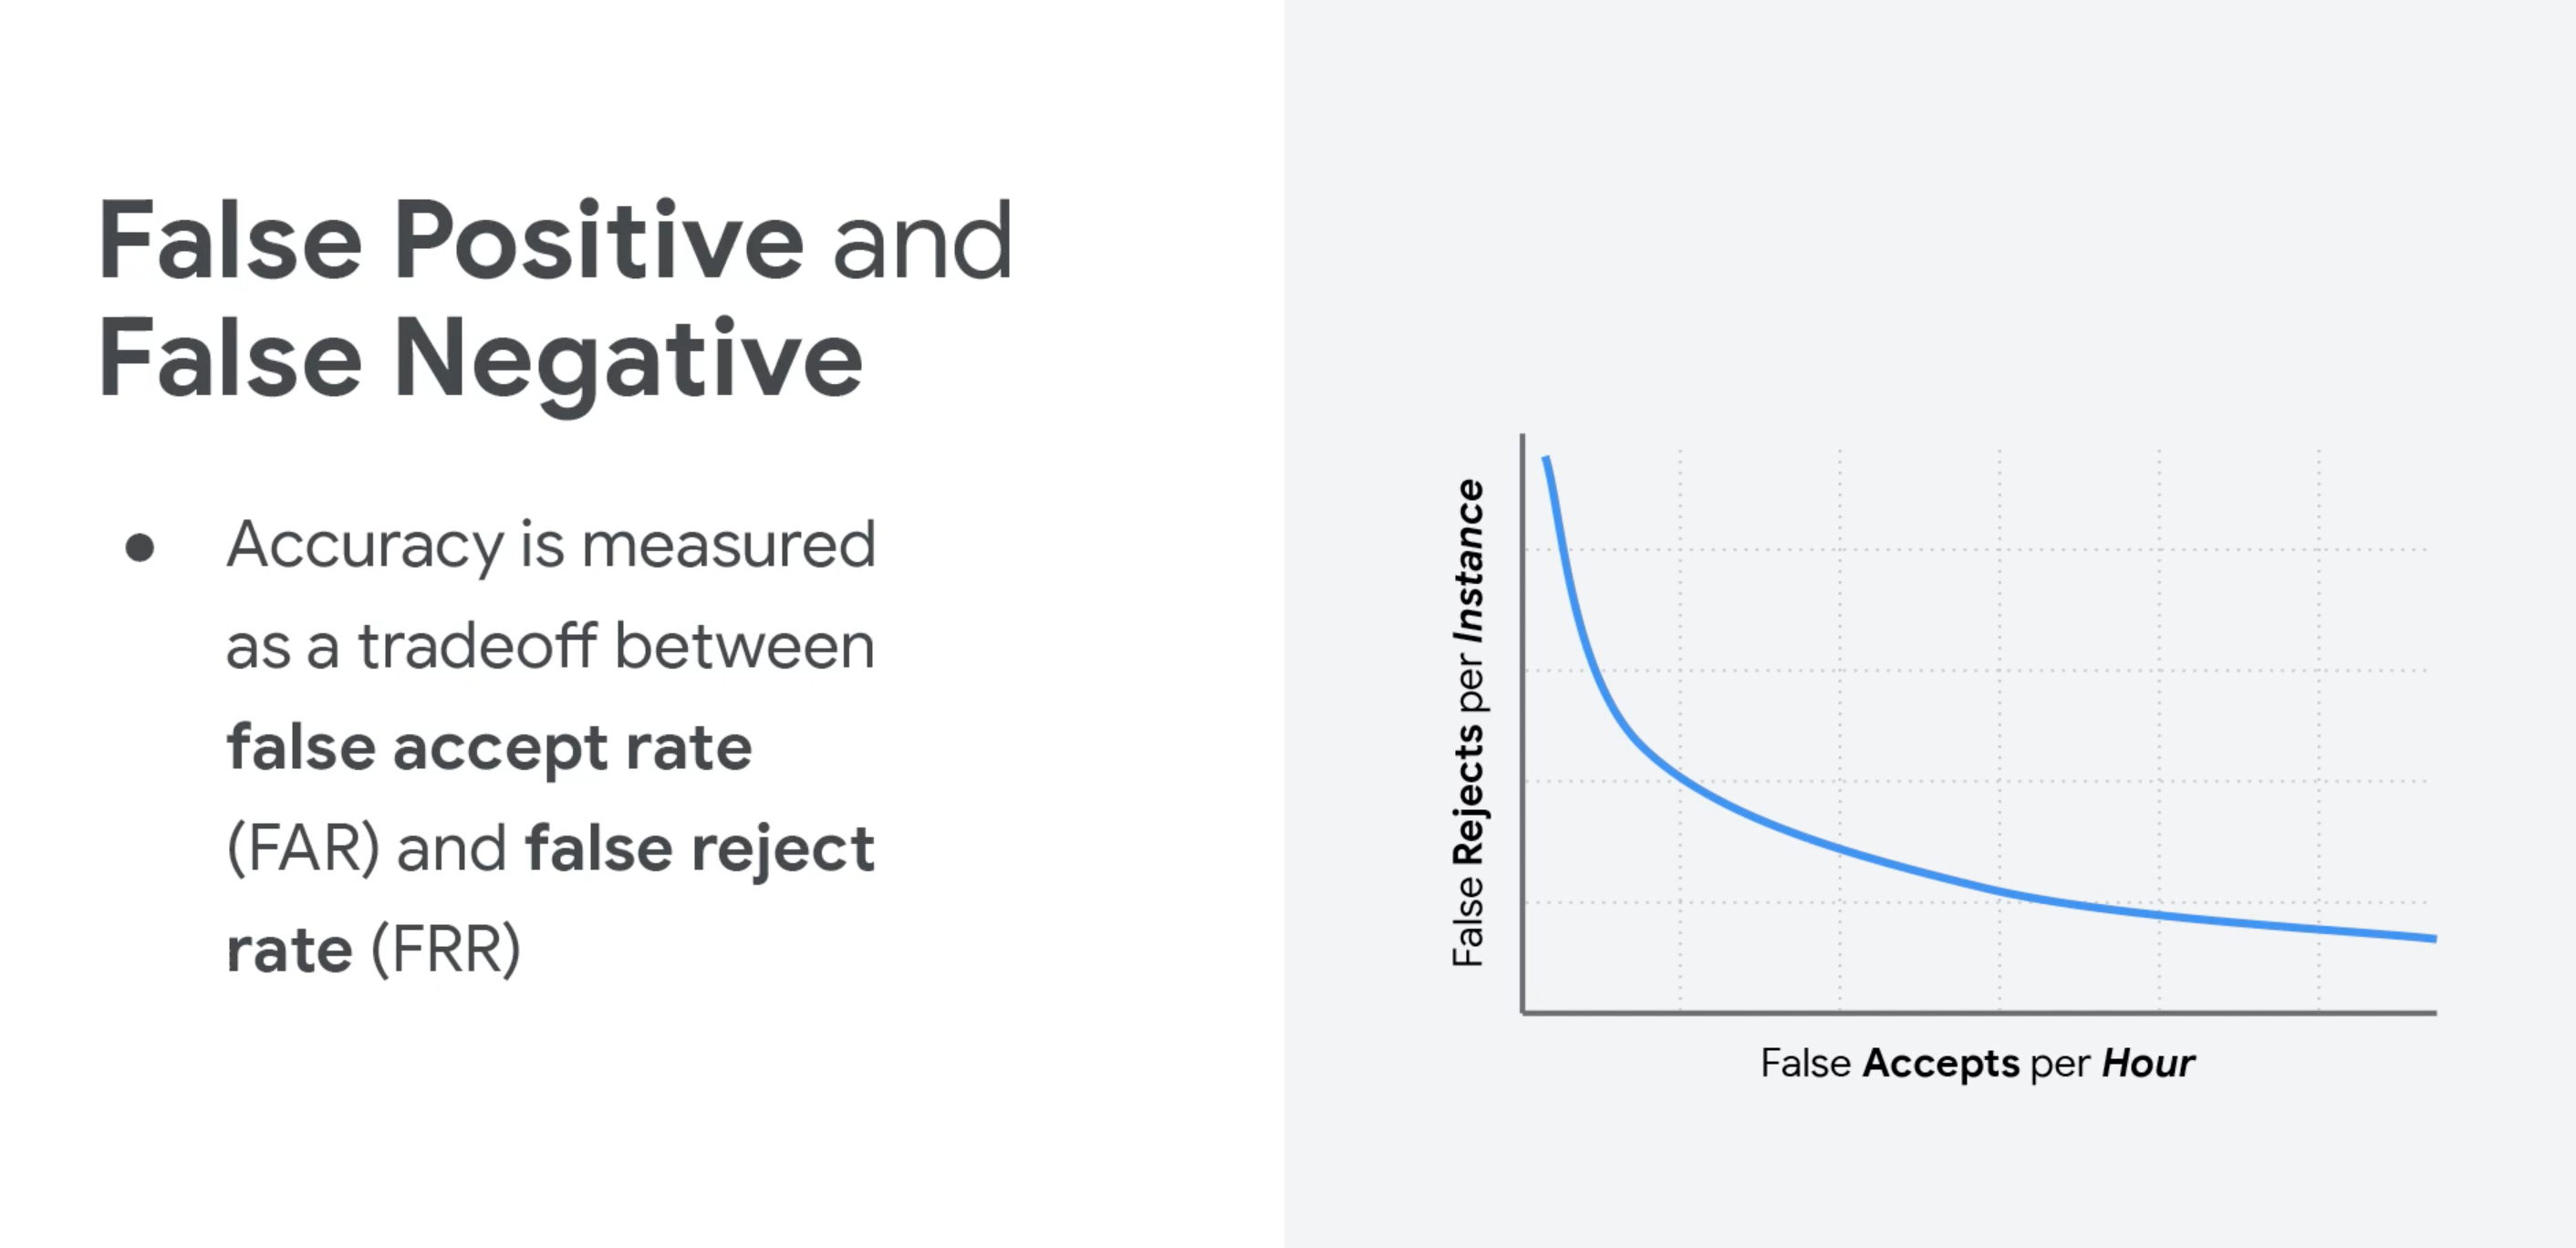 False Positive and
False Negative
● Accuracy is measured
as a tradeoff between
false accept rate
(FAR) and false reject
rate (FRR)
False Rejects per Instance
False Accepts per Hour